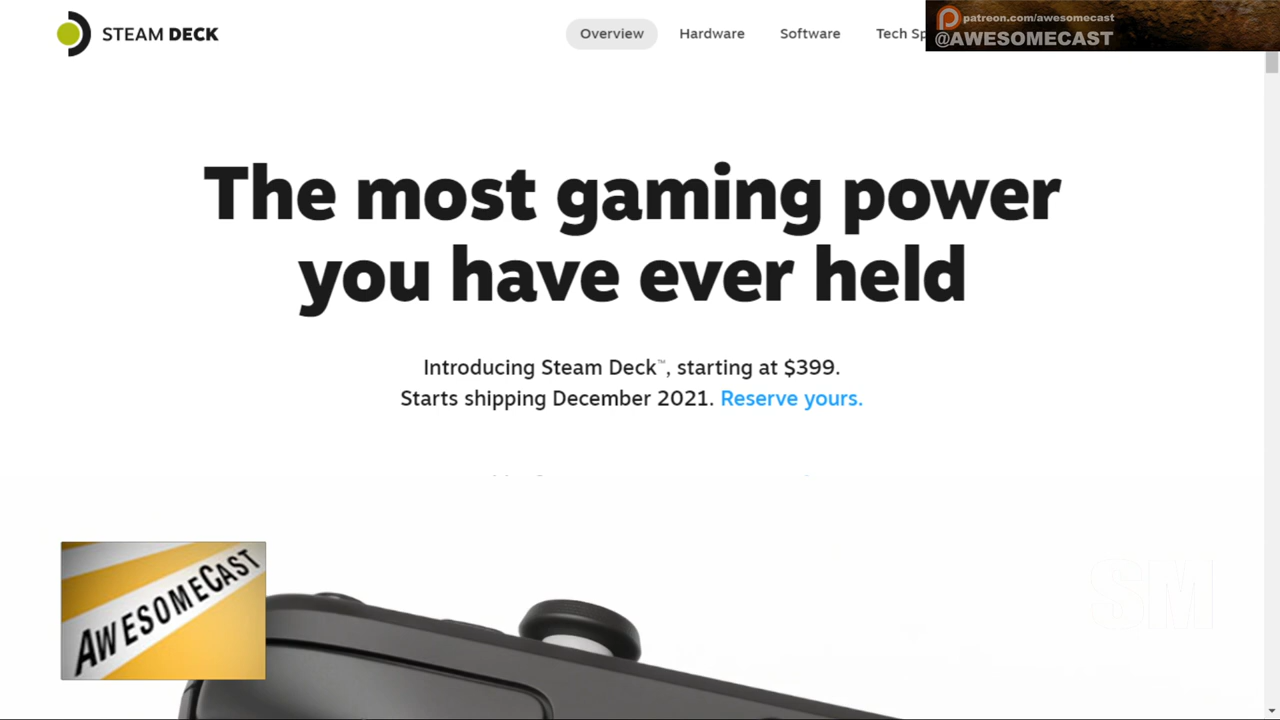 STEAM DECK
Overview
Hardware
Software
Tech Sp
patreon.com/awesomecast
@AWESOMECAST
The most gaming power
you have ever held
Introducing Steam Deck™, starting at $399.
Starts shipping December 2021. Reserve yours.
AWESOMECAST
SM